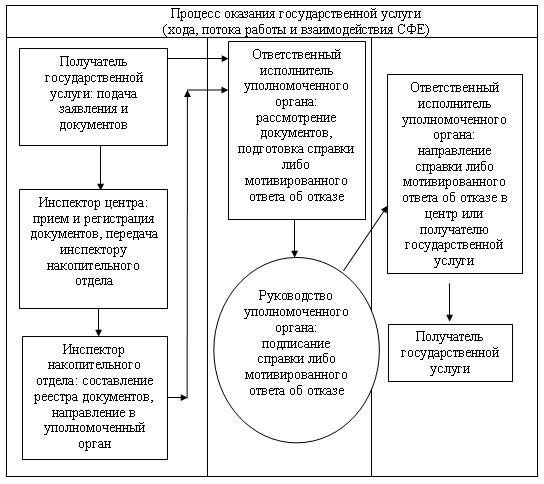 Процесс оказания государственной услуги
(хода, потока работы и взаимодействия СФЕ)
Получатель
государственной
услуги: подача
заявления и
документов
Инспектор центра:
прием и регистрация
документов, передача
инспектору
накопительного
отдела
Инспектор
накопительного
отдела: составление
реестра документов,
направление в
уполномоченный
орган
Ответственный
исполнитель
уполномоченного
органа:
рассмотрение
документов,
подготовка справки
либо
мотивированного
ответа об отказе
Руководство
уполномоченного
органа:
подписание
справки либо
мотивированного
ответа об отказе
Ответственный
исполнитель
уполномоченного
органа:
направление
справки либо
мотивированного
ответа об отказе в
центр или
получателю
государственной
услуги
Получатель
государственной
услуги